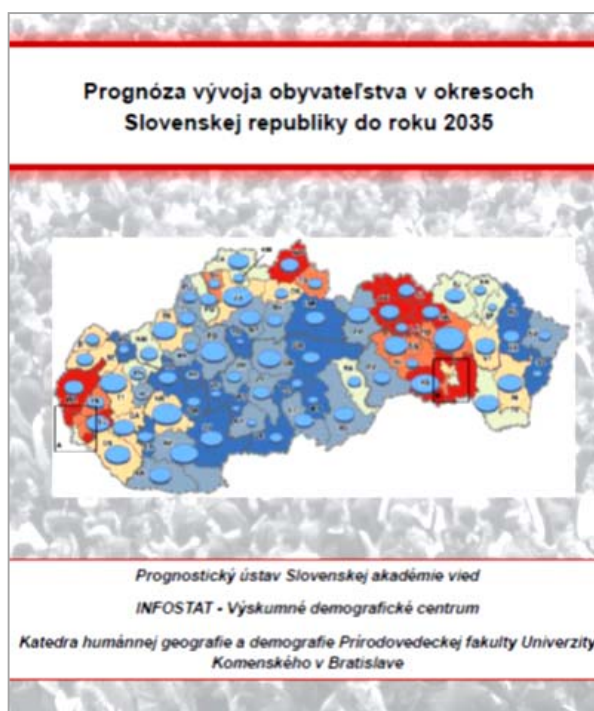 Prognóza vývoja obyvateľstva v okresoch
Slovenskej republiky do roku 2035
Prognostický ústav Slovenskej akadémie vied
INFOSTAT - Výskumné demografické centrum
Katedra humánnej geografie a demografie Prírodovedeckej fakulty Univerzity
Komenského v Bratislave